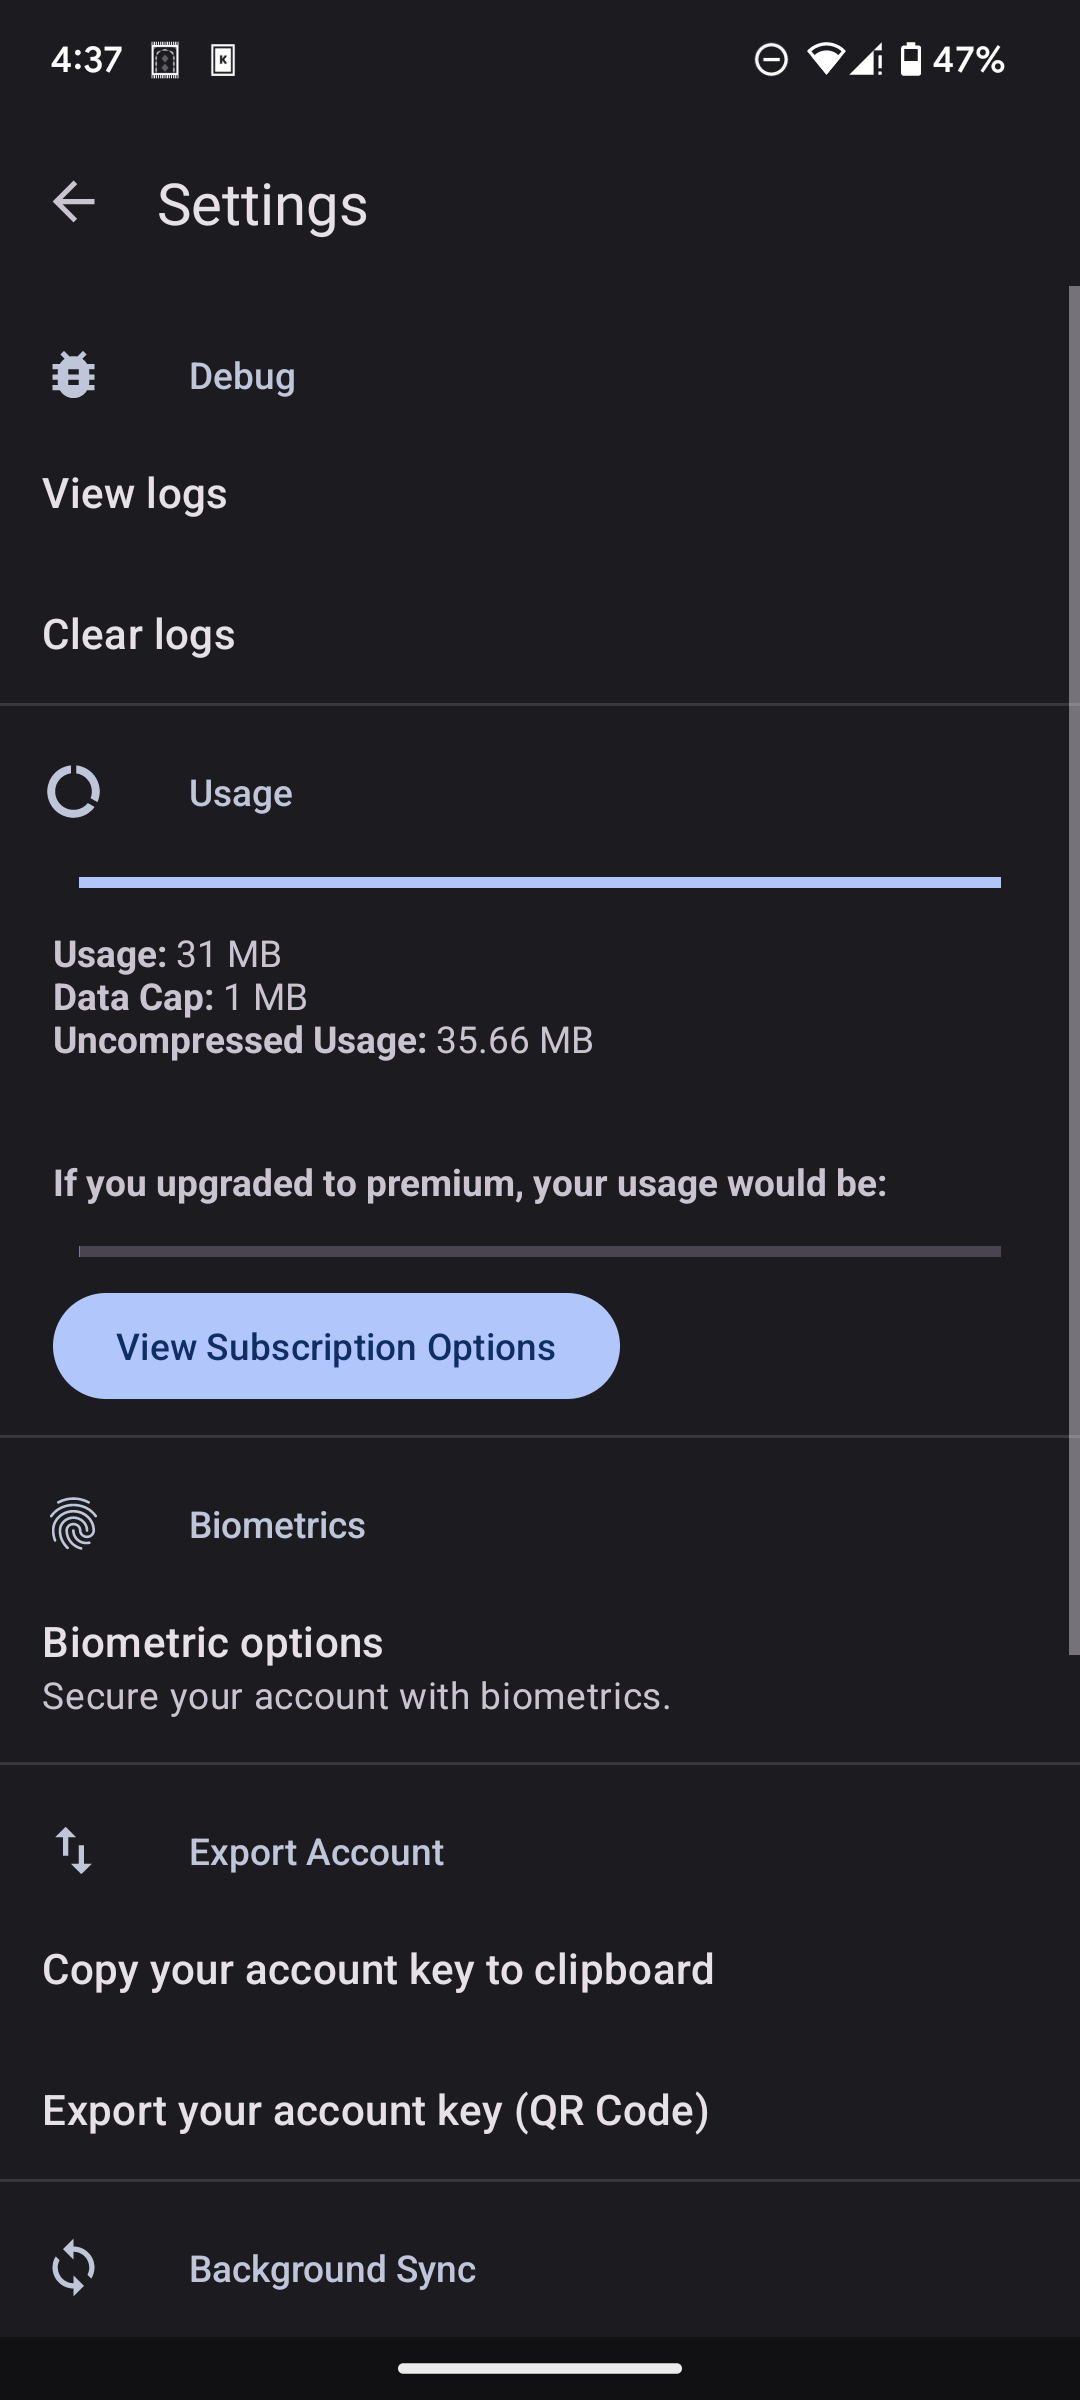 4:37
47%
Settings
Debug
View logs
Clear logs
Usage
Usage: 31 MB
Data Cap: 1 MB
Uncompressed Usage: 35.66 MB
If you upgraded to premium, your usage would be:
View Subscription Options
Biometrics
Biometric options
Secure your account with biometrics.
Export Account
Copy your account key to clipboard
Export your account key (QR Code)
Background Sync